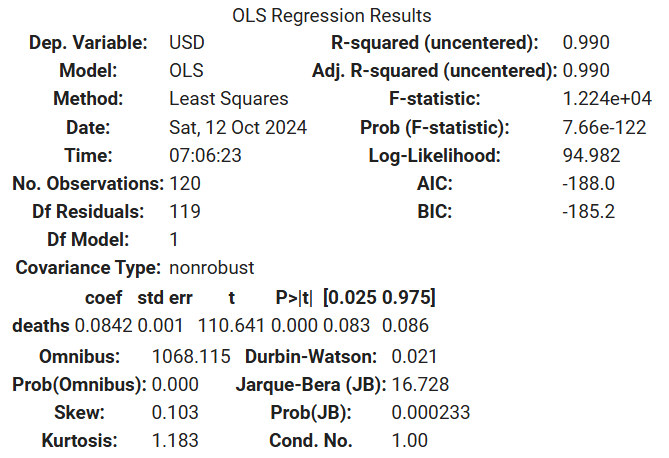 OLS Regression Results
Dep. Variable: USD R-squared (uncentered): 0.990
Model: OLS Adj. R-squared (uncentered): 0.990
Method: Least Squares F-statistic: 1.224e+04
Date: Sat, 12 Oct 2024 Prob (F-statistic): 7.66e-122
Time: 07:06:23 Log-Likelihood: 94.982
No. Observations: 120 AIC: -188.0
Df Residuals: 119 BIC: -185.2
Df Model: 1
Covariance Type: nonrobust
coef std err t P>|t| [0.025 0.975]
deaths 0.0842 0.001 110.641 0.000 0.083 0.086
Omnibus: 1068.115 Durbin-Watson: 0.021
Prob(Omnibus): 0.000 Jarque-Bera (JB): 16.728
Skew: 0.103 Prob(JB): 0.000233
Kurtosis: 1.183 Cond. No. 1.00